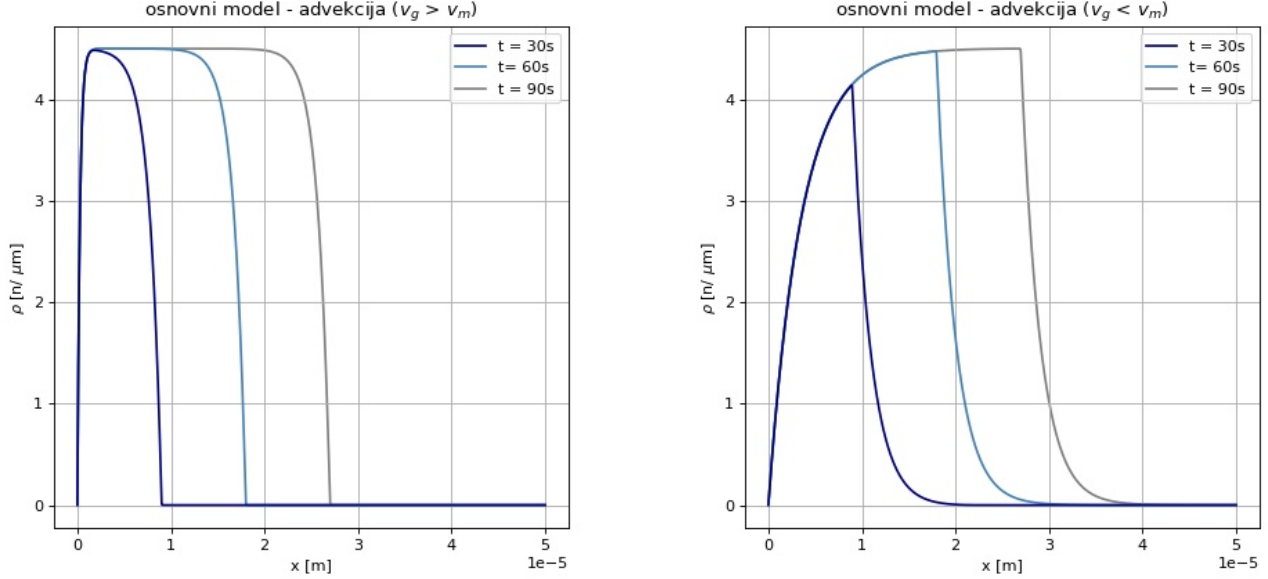 osnovni model - advekcija (v_g > v_m)
t = 30s
t= 60s
t = 90s
4
3
2
1
0
ρ [n/ μm]
0 1 2 3 4 5
1e−5
x [m]
osnovni model - advekcija (v_g < v_m)
t = 30s
t= 60s
t = 90s
4
3
2
1
0
ρ [n/ μm]
0 1 2 3 4 5
1e−5
x [m]